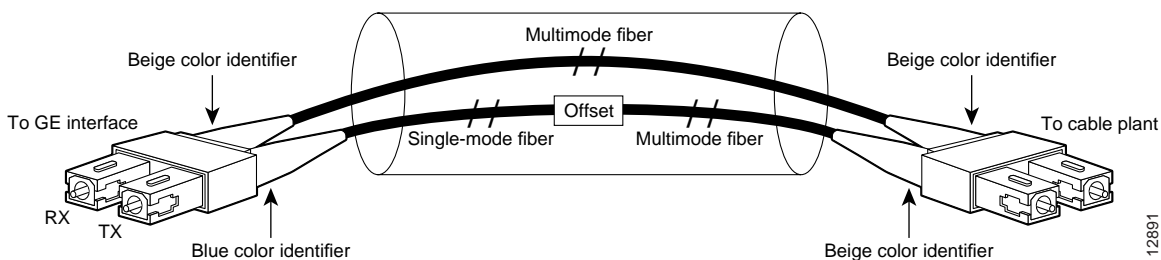 Multimode fiber
Beige color identifier
Beige color identifier
To GE interface
Offset
To cable plant
Single-mode fiber
Multimode fiber
RX
TX
Blue color identifier
Beige color identifier
12891